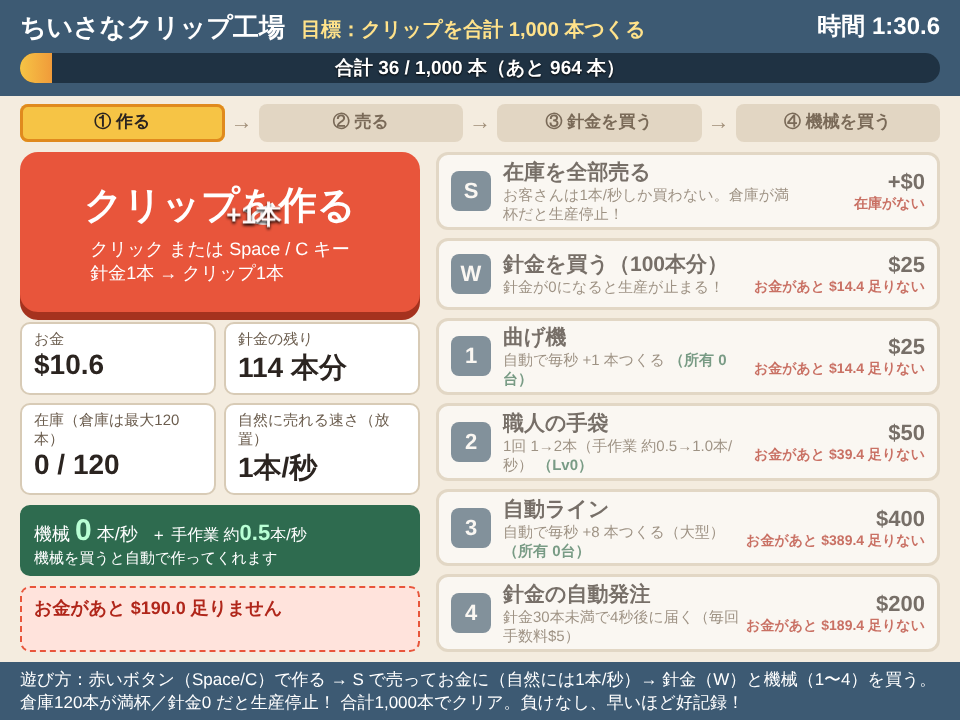 ちいさなクリップ工場 目標：クリップを合計 1,000 本つくる 時間 1:30.6
合計 36 / 1,000 本（あと 964 本）
① 作る → ② 売る → ③ 針金を買う → ④ 機械を買う
クリップを作る
+1本
クリック または Space / C キー
針金1本 → クリップ1本
お金
$10.6
針金の残り
114 本分
在庫（倉庫は最大120
本）
0 / 120
自然に売れる速さ（放
置）
1本/秒
機械 0 本/秒 ＋ 手作業 約0.5本/秒
機械を買うと自動で作ってくれます
お金があと $190.0 足りません
S
在庫を全部売る
お客さんは1本/秒しか買わない。倉庫が満
杯だと生産停止！
+$0
在庫がない
W
針金を買う（100本分）
針金が0になると生産が止まる！
$25
お金があと $14.4 足りない
1
曲げ機
自動で毎秒 +1 本つくる （所有 0
台）
$25
お金があと $14.4 足りない
2
職人の手袋
1回 1→2本（手作業 約0.5→1.0本/
秒） （Lv0）
$50
お金があと $39.4 足りない
3
自動ライン
自動で毎秒 +8 本つくる（大型）
（所有 0台）
$400
お金があと $389.4 足りない
4
針金の自動発注
針金30本未満で4秒後に届く（毎回
手数料$5）
$200
お金があと $189.4 足りない
遊び方：赤いボタン（Space/C）で作る → S で売ってお金に（自然には1本/秒）→ 針金（W）と機械（1〜4）を買う。
倉庫120本が満杯／針金0 だと生産停止！ 合計1,000本でクリア。負けなし、早いほど好記録！